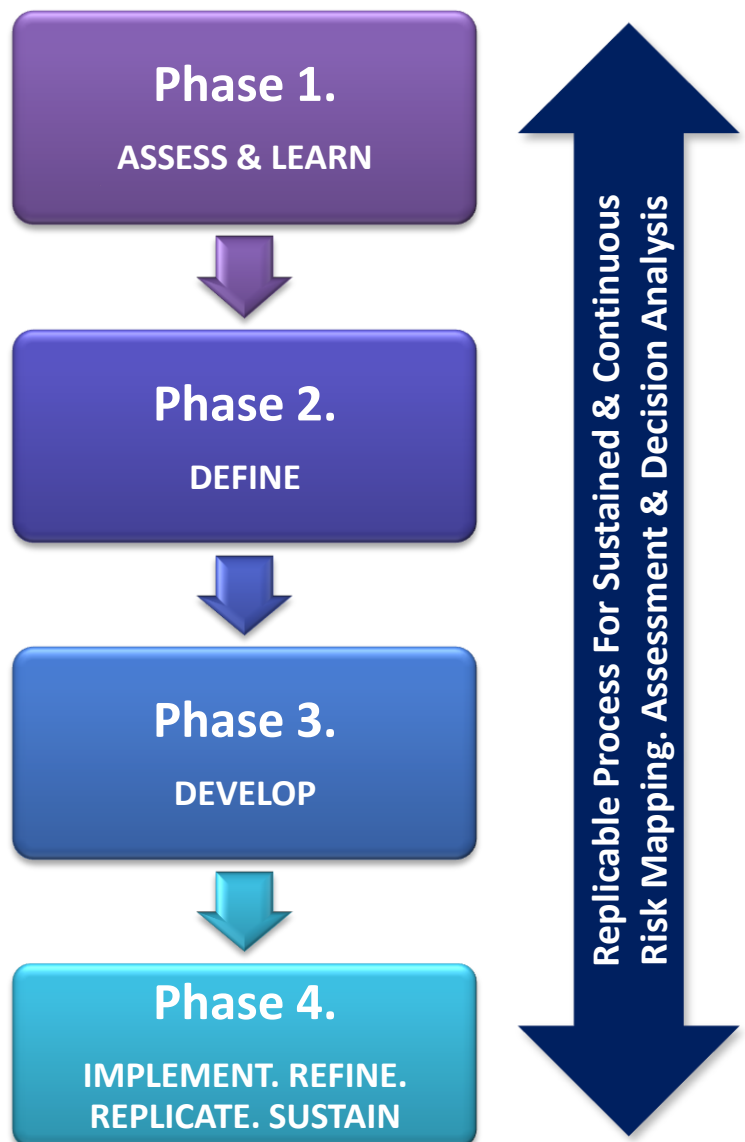 Phase 1.
ASSESS & LEARN
Phase 2.
DEFINE
Phase 3.
DEVELOP
Phase 4.
IMPLEMENT. REFINE.
REPLICATE. SUSTAIN
Replicable Process For Sustained & Continuous
Risk Mapping. Assessment & Decision Analysis